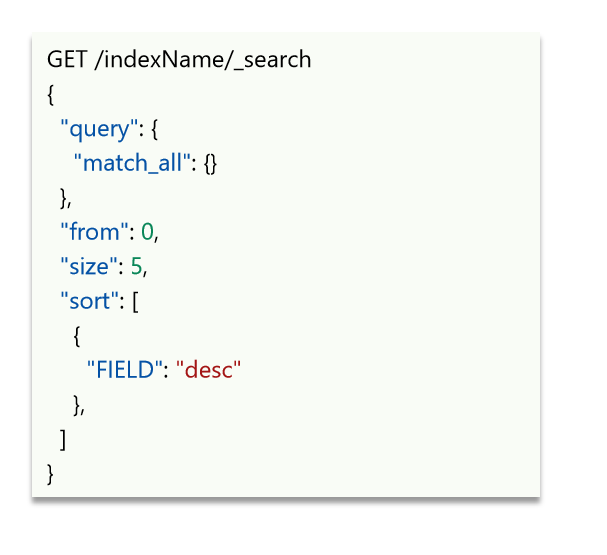 GET /indexName/_search
{
  "query": {
    "match_all": {}
  },
  "from": 0,
  "size": 5,
  "sort": [
    {
      "FIELD": "desc"
    },
  ]
}